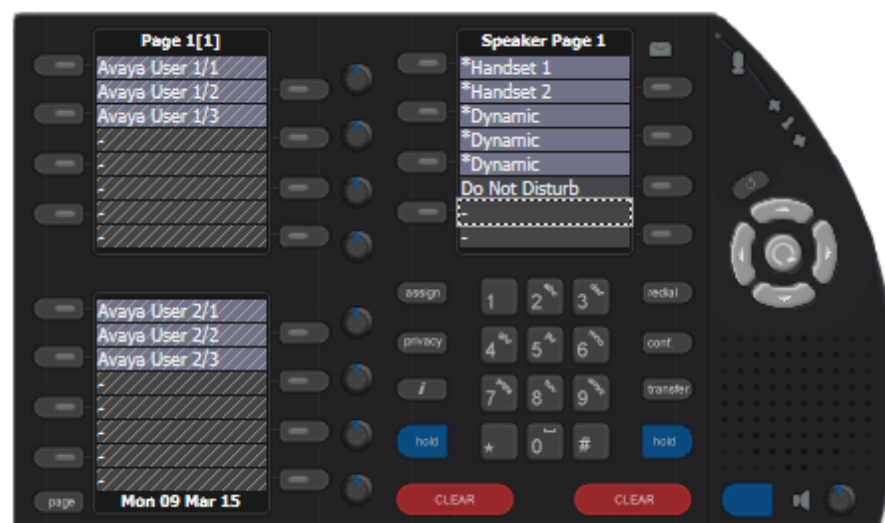 Page 1[1]
Avaya User 1/1
Avaya User 1/2
Avaya User 1/3
-
-
-
-
-
Speaker Page 1
*Handset 1
*Handset 2
*Dynamic
*Dynamic
*Dynamic
Do Not Disturb
-
-
Avaya User 2/1
Avaya User 2/2
Avaya User 2/3
-
-
-
-
-
Mon 09 Mar 15
page
assign
1 2 abc 3 def
redial
privacy
4 5 6
conf.
i
7 8 9
transfer
hold
* 0 #
hold
CLEAR
CLEAR